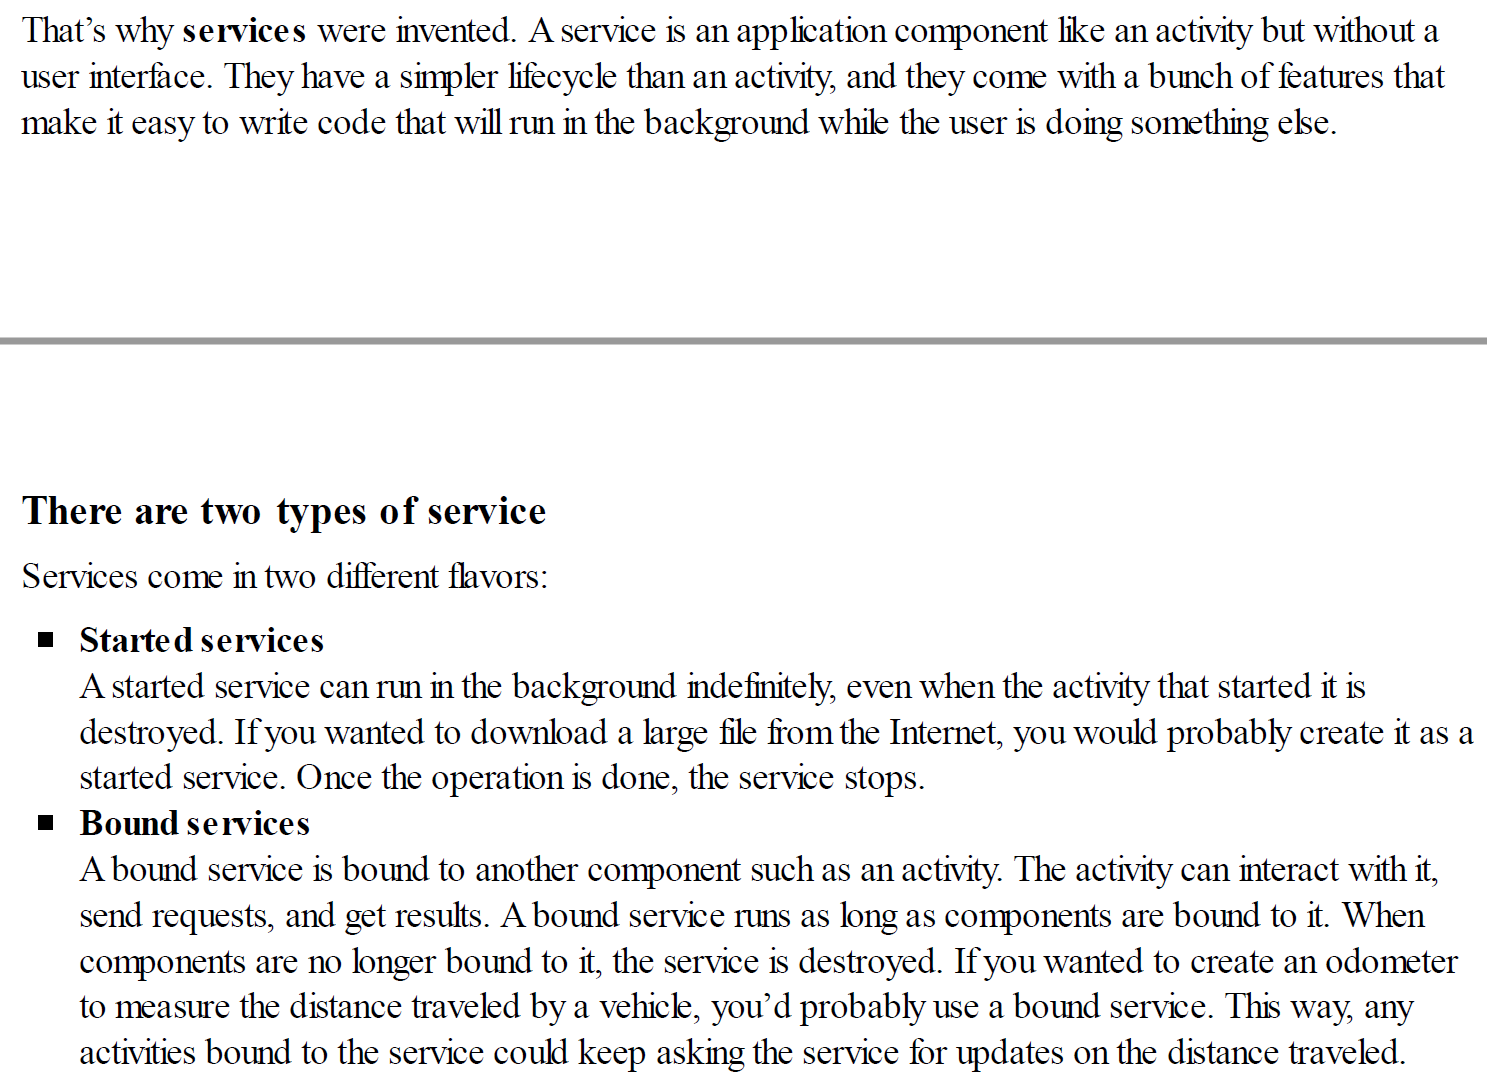 That’s why services were invented. A service is an application component like an activity but without a
user interface. They have a simpler lifecycle than an activity, and they come with a bunch of features that
make it easy to write code that will run in the background while the user is doing something else.
There are two types of service
Services come in two different flavors:
■ Started services
A started service can run in the background indefinitely, even when the activity that started it is
destroyed. If you wanted to download a large file from the Internet, you would probably create it as a
started service. Once the operation is done, the service stops.
■ Bound services
A bound service is bound to another component such as an activity. The activity can interact with it,
send requests, and get results. A bound service runs as long as components are bound to it. When
components are no longer bound to it, the service is destroyed. If you wanted to create an odometer
to measure the distance traveled by a vehicle, you’d probably use a bound service. This way, any
activities bound to the service could keep asking the service for updates on the distance traveled.